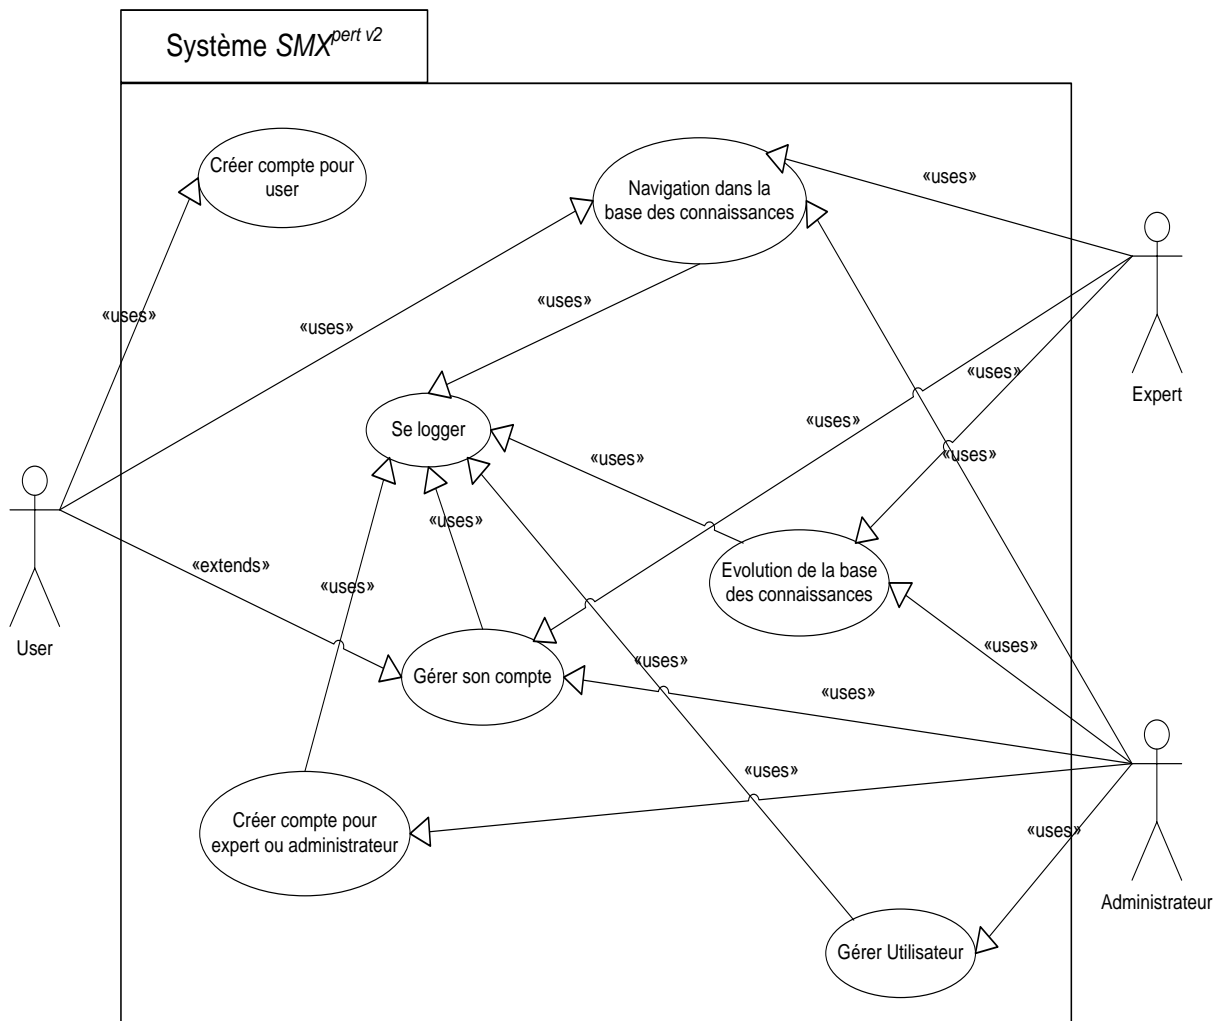 Système SMXpert v2
Créer compte pour
user
Navigation dans la
base des connaissances
«uses»
«uses»
«uses»
«uses»
«uses»
Expert
«uses»
«uses»
Se logger
«uses»
«uses»
«uses»
«extends»
«uses»
Evolution de la base
des connaissances
User
«uses»
«uses»
Gérer son compte
«uses»
«uses»
Créer compte pour
expert ou administrateur
«uses»
Administrateur
Gérer Utilisateur